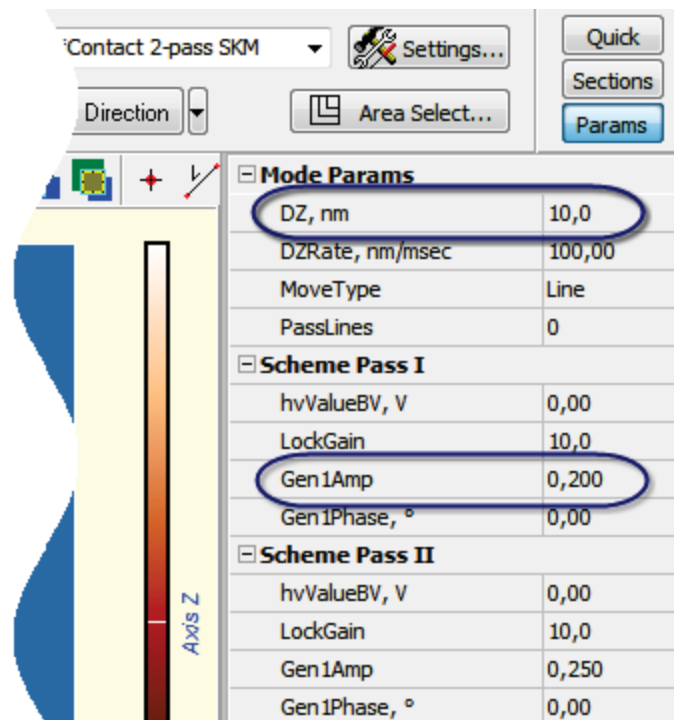 Contact 2-pass SKM
Settings...
Quick
Sections
Direction
Area Select...
Params
Mode Params
DZ, nm 10,0
DZRate, nm/msec 100,00
MoveType Line
PassLines 0
Scheme Pass I
hvValueBV, V 0,00
LockGain 10,0
Gen1Amp 0,200
Gen1Phase, ° 0,00
Scheme Pass II
hvValueBV, V 0,00
LockGain 10,0
Gen1Amp 0,250
Gen1Phase, ° 0,00
Axis Z